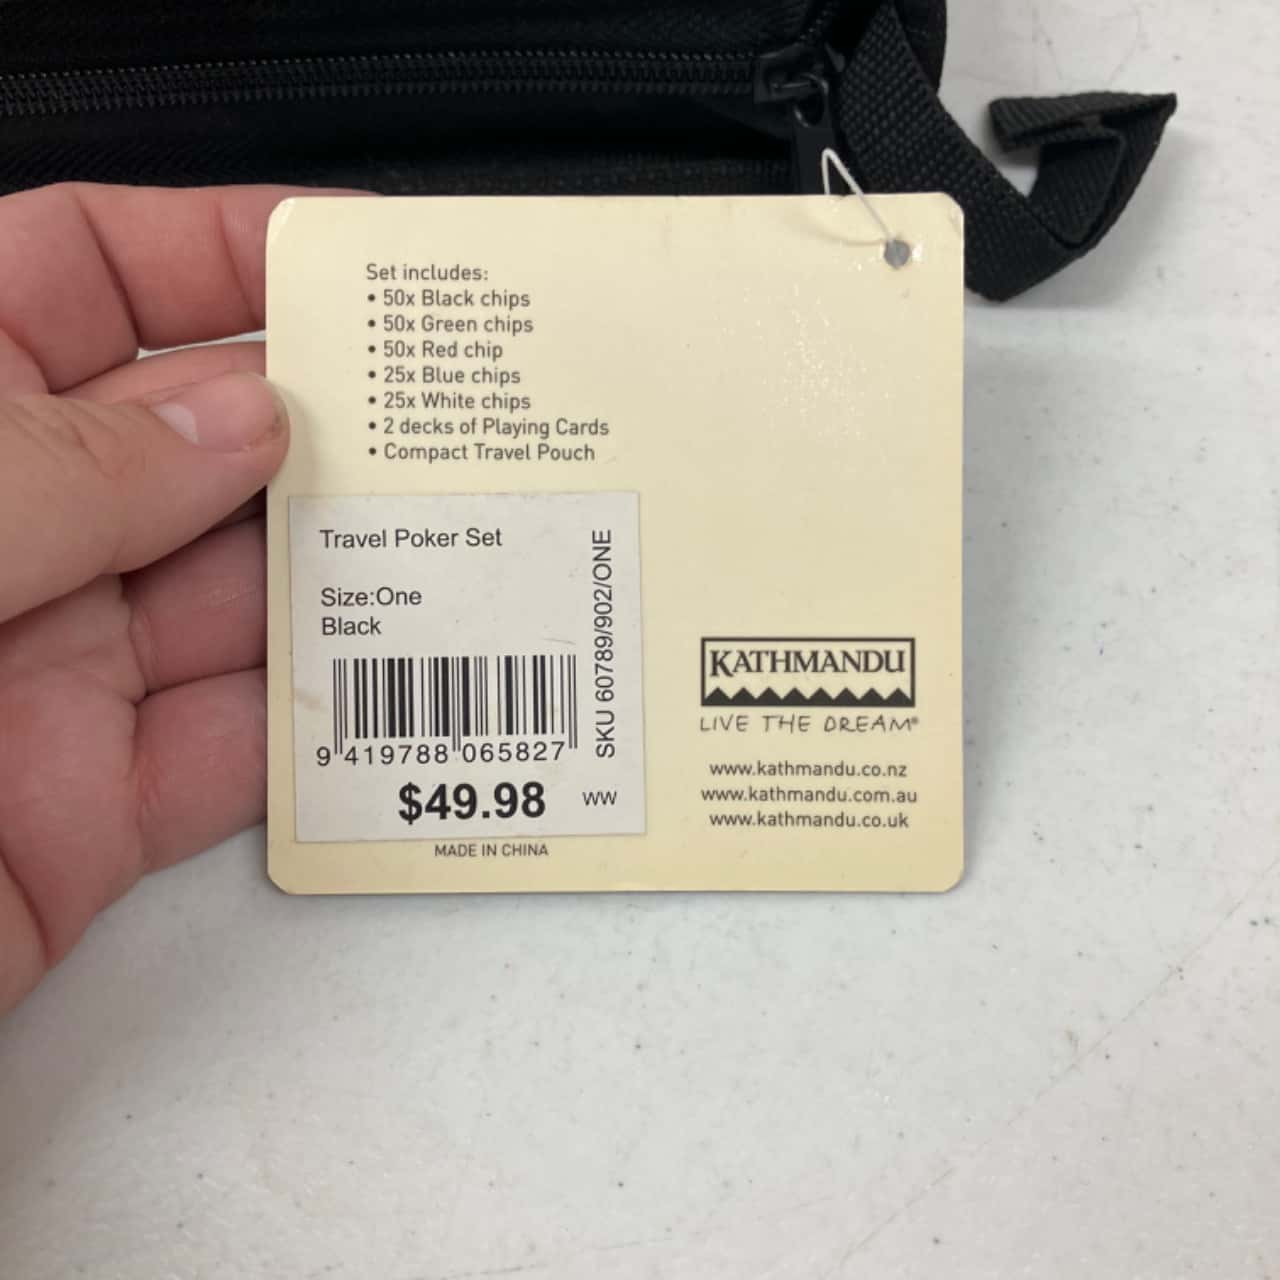 Set includes:
• 50x Black chips
• 50x Green chips
• 50x Red chip
• 25x Blue chips
• 25x White chips
• 2 decks of Playing Cards
• Compact Travel Pouch
Travel Poker Set
Size:One
Black
SKU 60789/902/ONE
9 419788 065827
$49.98
WW
MADE IN CHINA
KATHMANDU
LIVE THE DREAM®
www.kathmandu.co.nz
www.kathmandu.com.au
www.kathmandu.co.uk